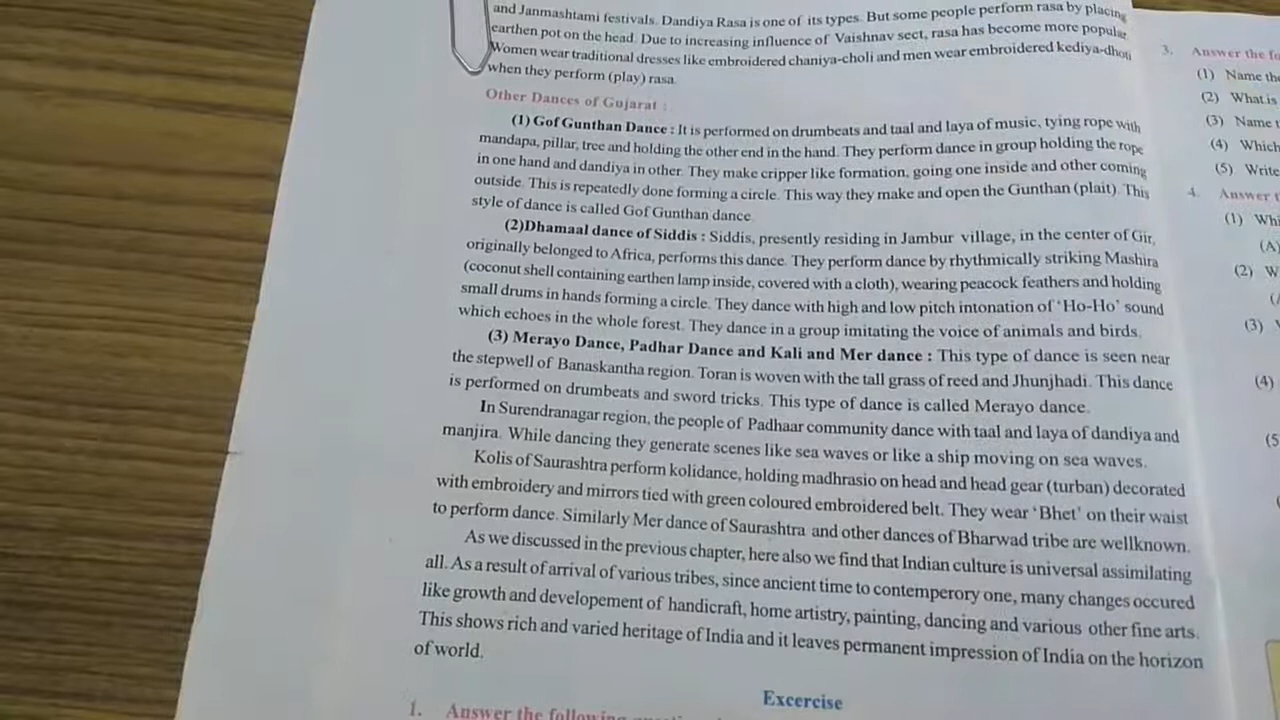 and Janmashtami festivals. Dandiya Rasa is one of its types. But some people perform rasa by placing
earthen pot on the head. Due to increasing influence of Vaishnav sect, rasa has become more popular.
Women wear traditional dresses like embroidered chaniya-choli and men wear embroidered kediya-dhoti
when they perform (play) rasa.
Other Dances of Gujarat :
(1) Gof Gunthan Dance : It is performed on drumbeats and taal and laya of music, tying rope with
mandapa, pillar, tree and holding the other end in the hand. They perform dance in group holding the rope
in one hand and dandiya in other. They make cripper like formation, going one inside and other coming
outside. This is repeatedly done forming a circle. This way they make and open the Gunthan (plait). This
style of dance is called Gof Gunthan dance.
(2)Dhamaal dance of Siddis : Siddis, presently residing in Jambur village, in the center of Gir,
originally belonged to Africa, performs this dance. They perform dance by rhythmically striking Mashira
(coconut shell containing earthen lamp inside, covered with a cloth), wearing peacock feathers and holding
small drums in hands forming a circle. They dance with high and low pitch intonation of 'Ho-Ho' sound
which echoes in the whole forest. They dance in a group imitating the voice of animals and birds.
(3) Merayo Dance, Padhar Dance and Kali and Mer dance : This type of dance is seen near
the stepwell of Banaskantha region. Toran is woven with the tall grass of reed and Jhunjhadi. This dance
is performed on drumbeats and sword tricks. This type of dance is called Merayo dance.
In Surendranagar region, the people of Padhaar community dance with taal and laya of dandiya and
manjira. While dancing they generate scenes like sea waves or like a ship moving on sea waves.
Kolis of Saurashtra perform kolidance, holding madhrasio on head and head gear (turban) decorated
with embroidery and mirrors tied with green coloured embroidered belt. They wear 'Bhet' on their waist
to perform dance. Similarly Mer dance of Saurashtra and other dances of Bharwad tribe are wellknown.
As we discussed in the previous chapter, here also we find that Indian culture is universal assimilating
all. As a result of arrival of various tribes, since ancient time to contemperory one, many changes occured
like growth and developement of handicraft, home artistry, painting, dancing and various other fine arts.
This shows rich and varied heritage of India and it leaves permanent impression of India on the horizon
of world.
Excercise
1. Answer the following
3. Answer the
(1) Name
(2) What is
(3) Name
(4) Which
(5) Write
4. Answer
(1)
(A)
(2)
(3)
(4)